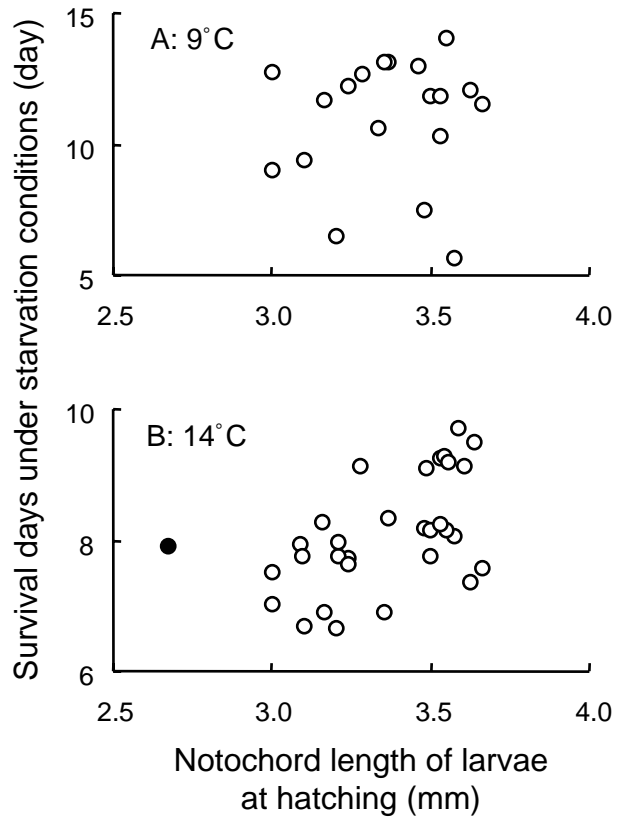 Survival days under starvation conditions (day)
15
A: 9˚C
10
5
2.5 3.0 3.5 4.0
10
B: 14˚C
8
6
2.5 3.0 3.5 4.0
Notochord length of larvae
at hatching (mm)